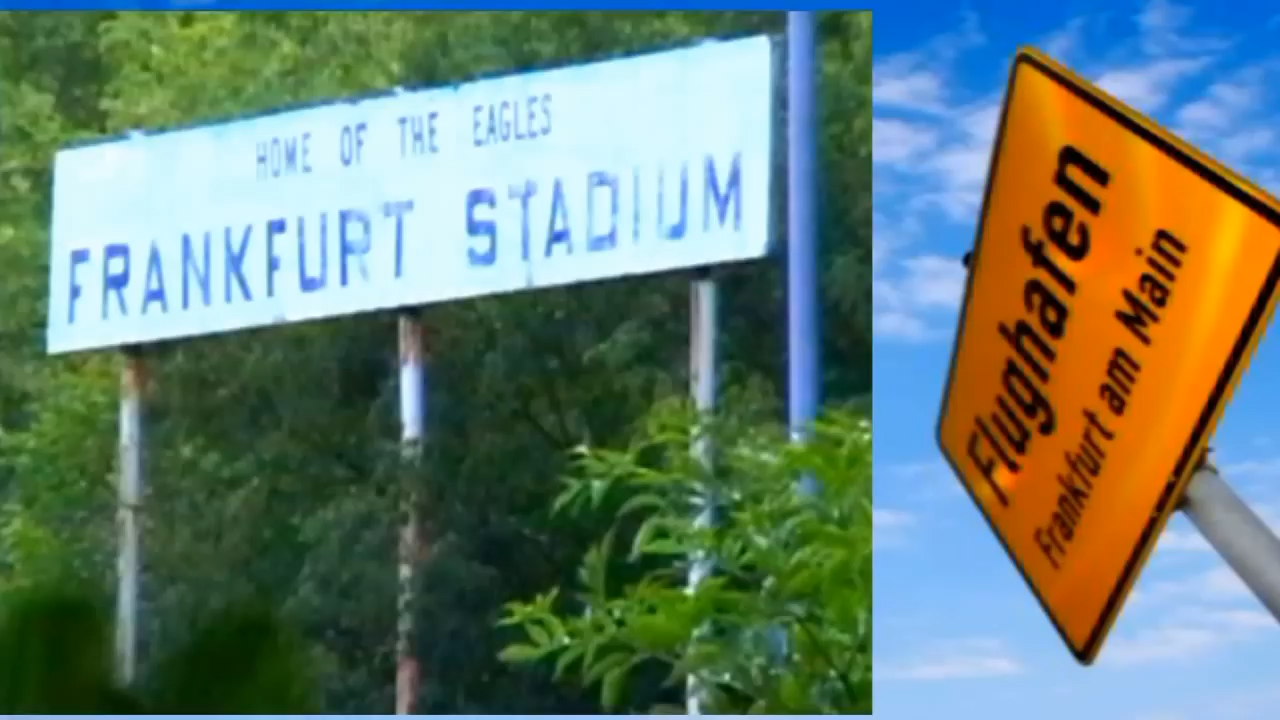 HOME OF THE EAGLES
FRANKFURT STADIUM
Flughafen
Frankfurt am Main